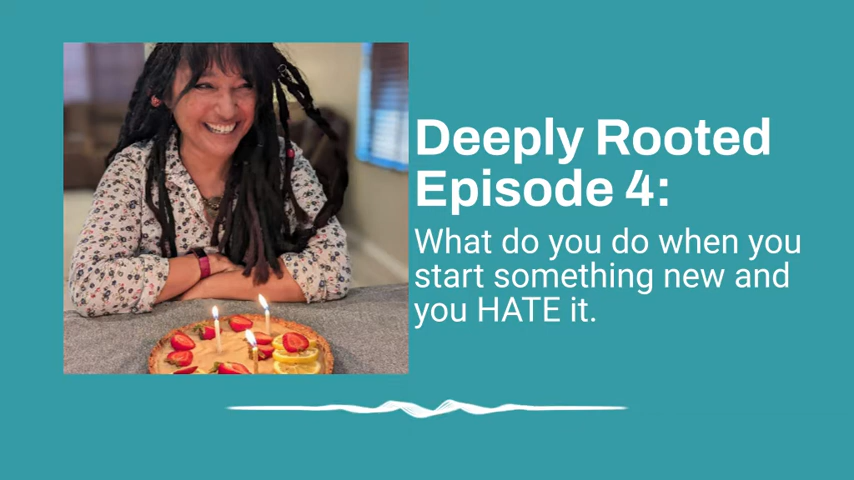 Deeply Rooted
Episode 4:
What do you do when you
start something new and
you HATE it.